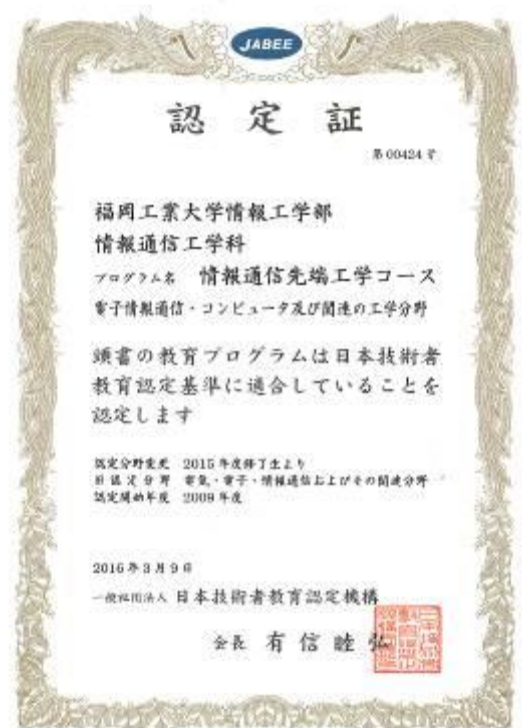 JABEE
認定証
第00424号
福岡工業大学情報工学部
情報通信工学科
プログラム名 情報通信先端工学コース
電子情報通信・コンピュータ及び関連の工学分野
頭書の教育プログラムは日本技術者
教育認定基準に適合していることを
認定します
認定分野変更 2015年度修了生より
旧認定分野 電気・電子・情報通信およびその関連分野
認定開始年度 2009年度
2016年3月9日
一般社団法人 日本技術者教育認定機構
会長 有信睦弘